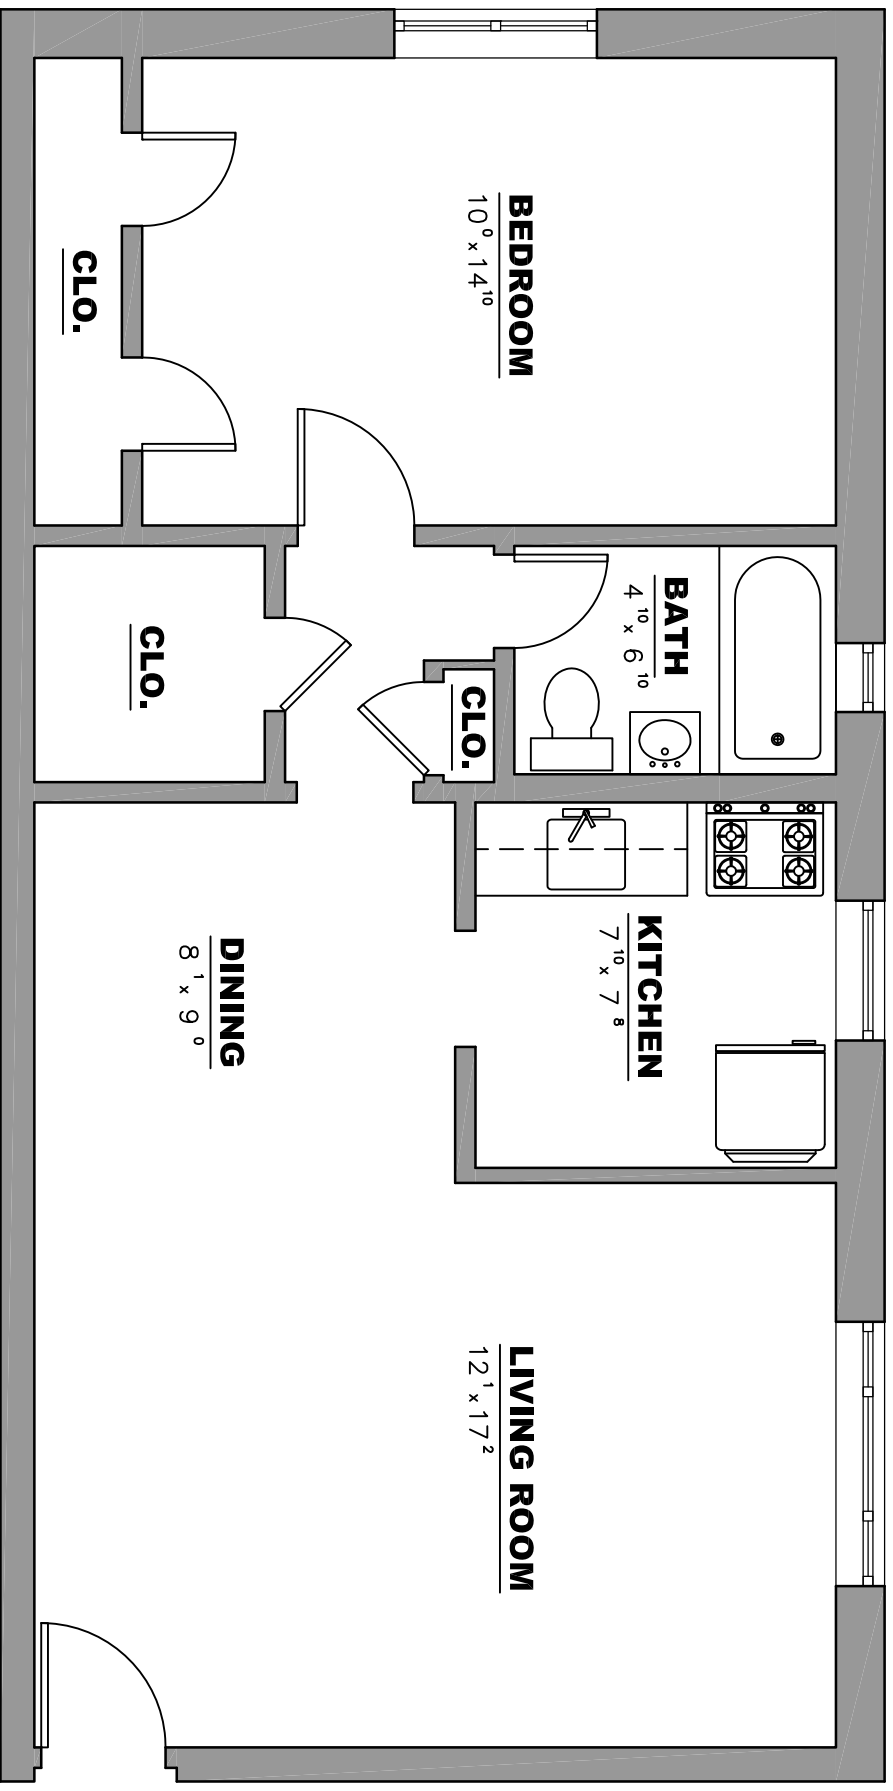 BEDROOM
10⁰ x 14¹⁰
CLO.
BATH
4¹⁰ x 6¹⁰
CLO.
CLO.
KITCHEN
7¹⁰ x 7⁸
DINING
8¹ x 9⁰
LIVING ROOM
12¹ x 17²